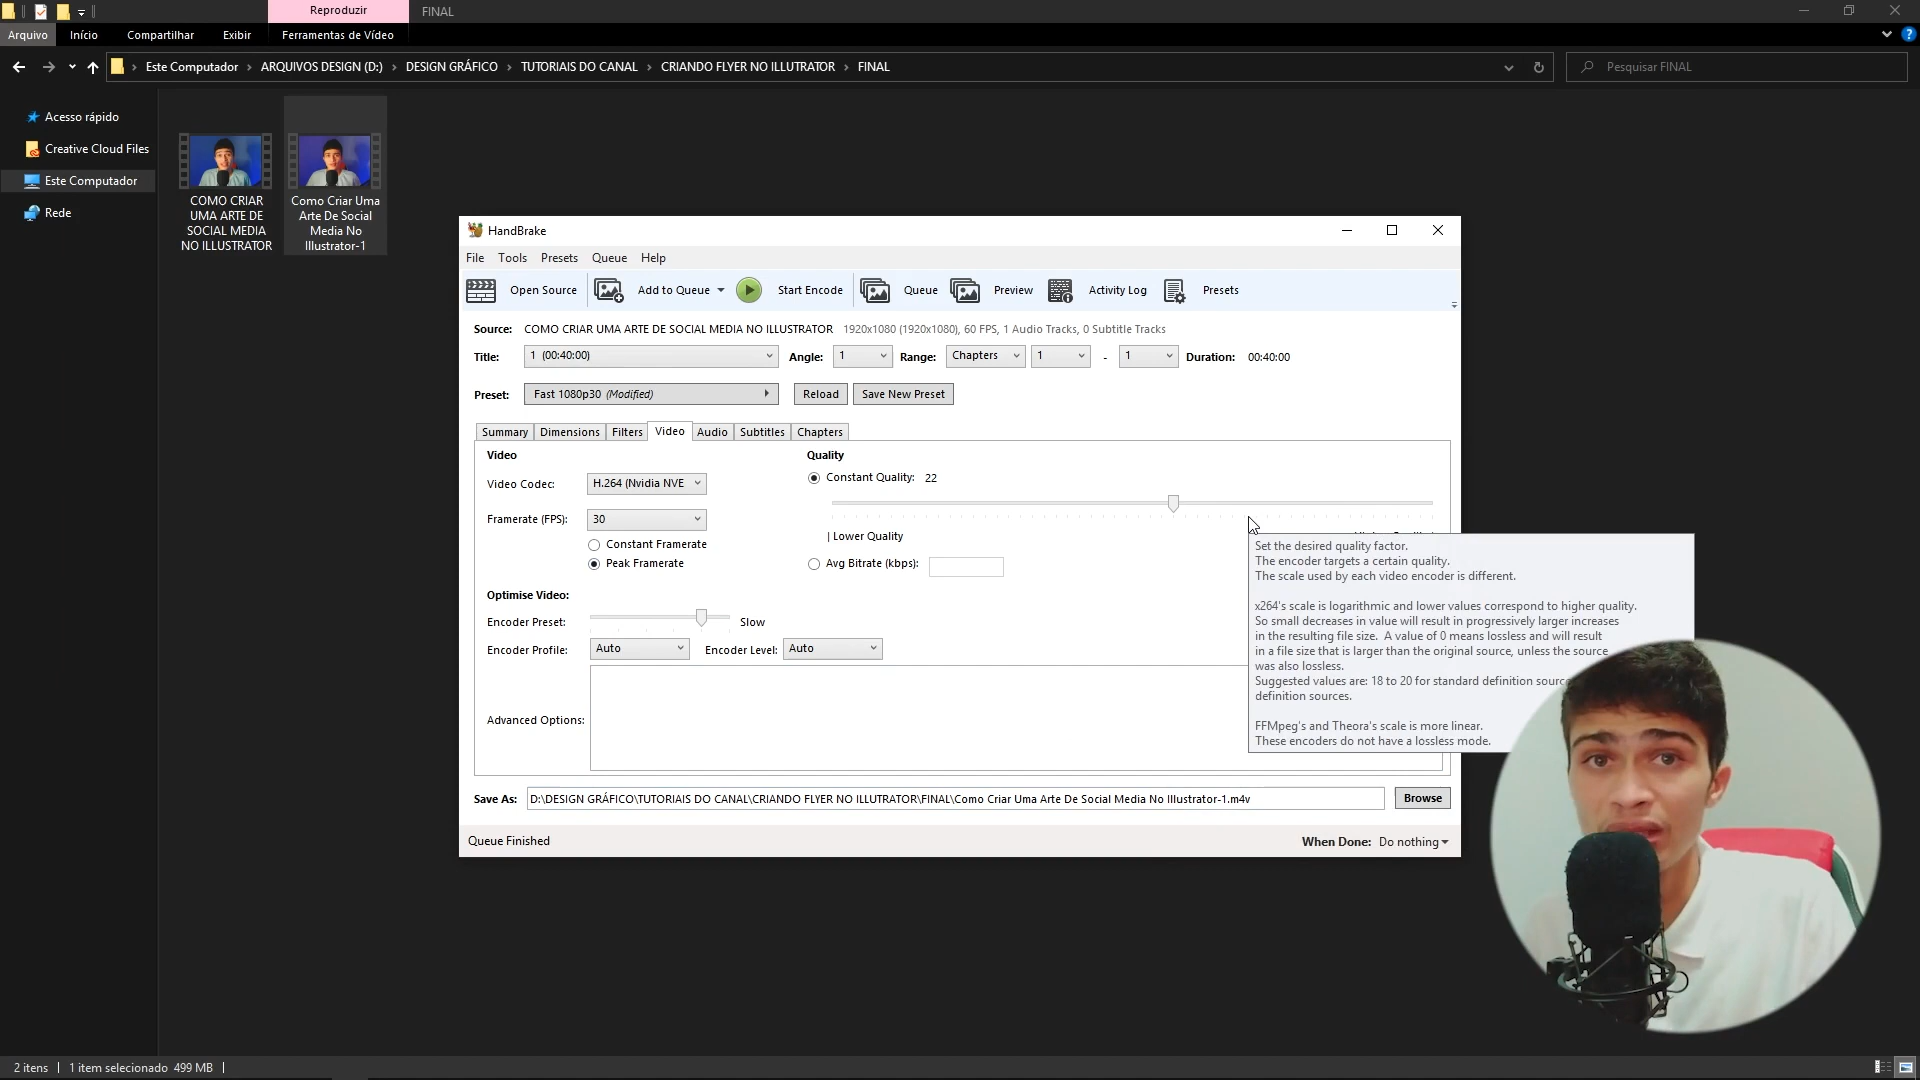 Reproduzir
FINAL
Arquivo
Início
Compartilhar
Exibir
Ferramentas de Vídeo
Este Computador
ARQUIVOS DESIGN (D:)
DESIGN GRÁFICO
TUTORIAIS DO CANAL
CRIANDO FLYER NO ILLUTRATOR
FINAL
Pesquisar FINAL
Acesso rápido
Creative Cloud Files
Este Computador
Rede
COMO CRIAR
UMA ARTE DE
SOCIAL MEDIA
NO ILLUSTRATOR
Como Criar Uma
Arte De Social
Media No
Illustrator-1
HandBrake
File
Tools
Presets
Queue
Help
Open Source
Add to Queue
Start Encode
Queue
Preview
Activity Log
Presets
Source: COMO CRIAR UMA ARTE DE SOCIAL MEDIA NO ILLUSTRATOR 1920x1080 (1920x1080), 60 FPS, 1 Audio Tracks, 0 Subtitle Tracks
Title: 1 (00:40:00) Angle: 1 Range: Chapters 1 - 1 Duration: 00:40:00
Preset: Fast 1080p30 (Modified) Reload Save New Preset
Summary
Dimensions
Filters
Video
Audio
Subtitles
Chapters
Video
Video Codec: H.264 (Nvidia NVE
Framerate (FPS): 30
Constant Framerate
Peak Framerate
Quality
Constant Quality: 22
| Lower Quality
Avg Bitrate (kbps):
Optimise Video:
Encoder Preset: Slow
Encoder Profile: Auto Encoder Level: Auto
Advanced Options:
Set the desired quality factor.
The encoder targets a certain quality.
The scale used by each video encoder is different.
x264's scale is logarithmic and lower values correspond to higher quality.
So small decreases in value will result in progressively larger increases
in the resulting file size. A value of 0 means lossless and will result
in a file size that is larger than the original source, unless the source
was also lossless.
Suggested values are: 18 to 20 for standard definition
definition sources.
FFMpeg's and Theora's scale is more linear.
These encoders do not have a lossless mode.
Save As: D:\DESIGN GRÁFICO\TUTORIAIS DO CANAL\CRIANDO FLYER NO ILLUTRATOR\FINAL\Como Criar Uma Arte De Social Media No Illustrator-1.m4v Browse
Queue Finished
When Done: Do nothing
2 itens
1 item selecionado 499 MB